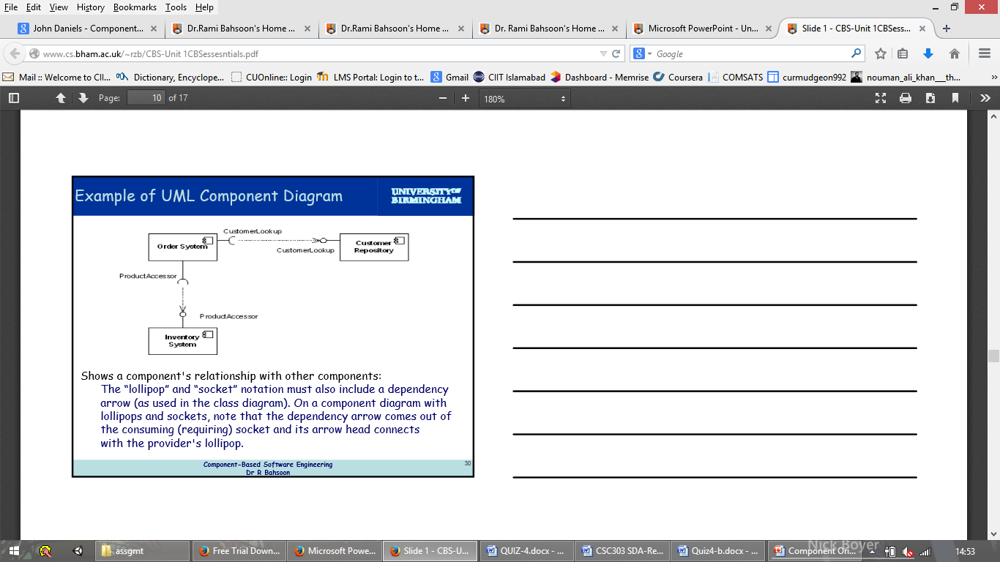 File Edit View History Bookmarks Tools Help
John Daniels - Component... Dr.Rami Bahsoon's Home ... Dr.Rami Bahsoon's Home ... Dr. Rami Bahsoon's Home ... Microsoft PowerPoint - Un... Slide 1 - CBS-Unit 1CBSess...
www.cs.bham.ac.uk/~rzb/CBS-Unit 1CBSessesntials.pdf Google
Mail :: Welcome to CII... Dictionary, Encyclope... CUOnline:: Login LMS Portal: Login to t... Gmail CIIT Islamabad Dashboard - Memrise Coursera COMSATS curmudgeon992 nouman_ali_khan___th...
Page: 10 of 17 180%
Example of UML Component Diagram UNIVERSITY OF
BIRMINGHAM
CustomerLookup
Order System
Customer
Repository
CustomerLookup
ProductAccessor
ProductAccessor
Inventory
System
Shows a component's relationship with other components:
The “lollipop” and “socket” notation must also include a dependency
arrow (as used in the class diagram). On a component diagram with
lollipops and sockets, note that the dependency arrow comes out of
the consuming (requiring) socket and its arrow head connects
with the provider's lollipop.
Component-Based Software Engineering 30
Dr R Bahsoon
Nick Boyer
assgmt Free Trial Down... Microsoft Powe... Slide 1 - CBS-U... QUIZ-4.docx - ... CSC303 SDA-Re... Quiz4-b.docx - ... Component Ori... 14:53